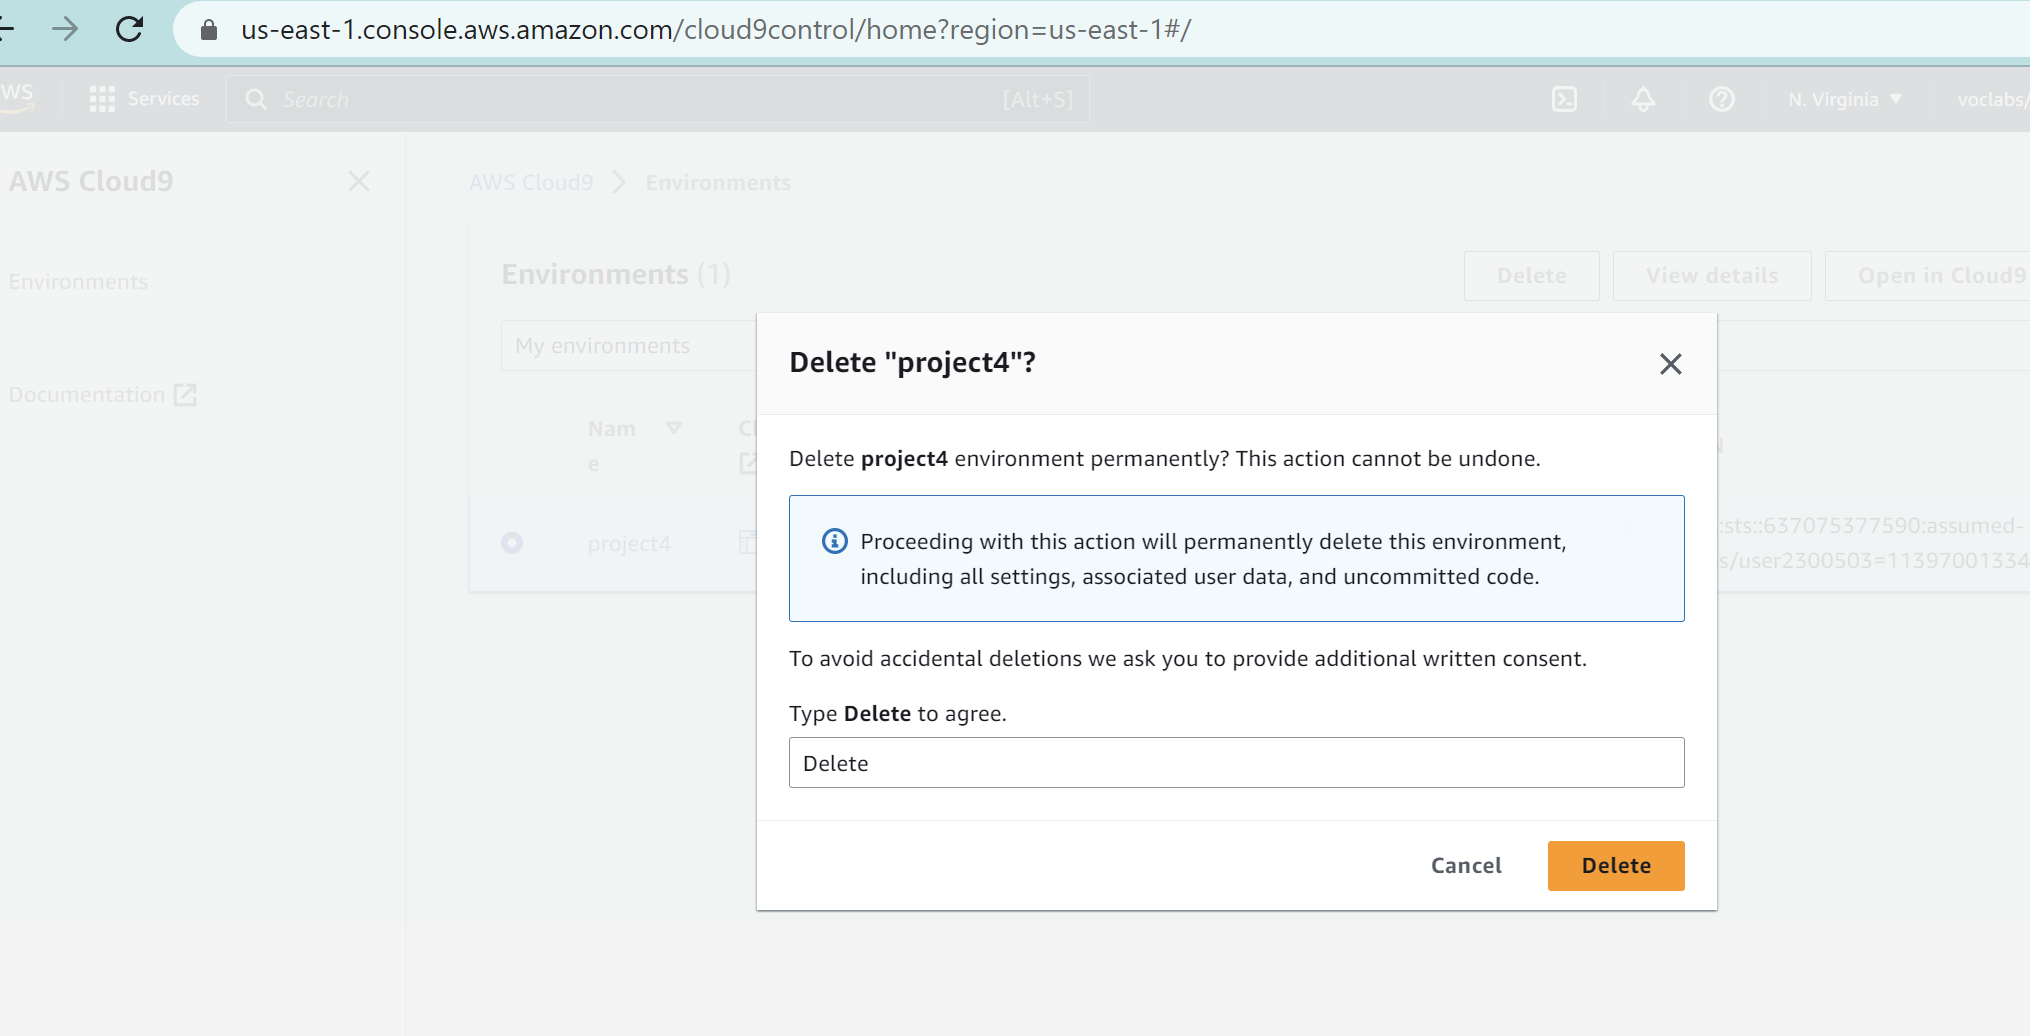 us-east-1.console.aws.amazon.com/cloud9control/home?region=us-east-1#/
Services
Search
[Alt+S]
N. Virginia
voclabs/
AWS Cloud9
AWS Cloud9
Environments
Environments
Documentation
Environments (1)
Delete
View details
Open in Cloud9
My environments
Nam
e
project4
:sts::637075377590:assumed-
s/user2300503=11397001334
Delete "project4"?
Delete project4 environment permanently? This action cannot be undone.
Proceeding with this action will permanently delete this environment,
including all settings, associated user data, and uncommitted code.
To avoid accidental deletions we ask you to provide additional written consent.
Type Delete to agree.
Delete
Cancel
Delete